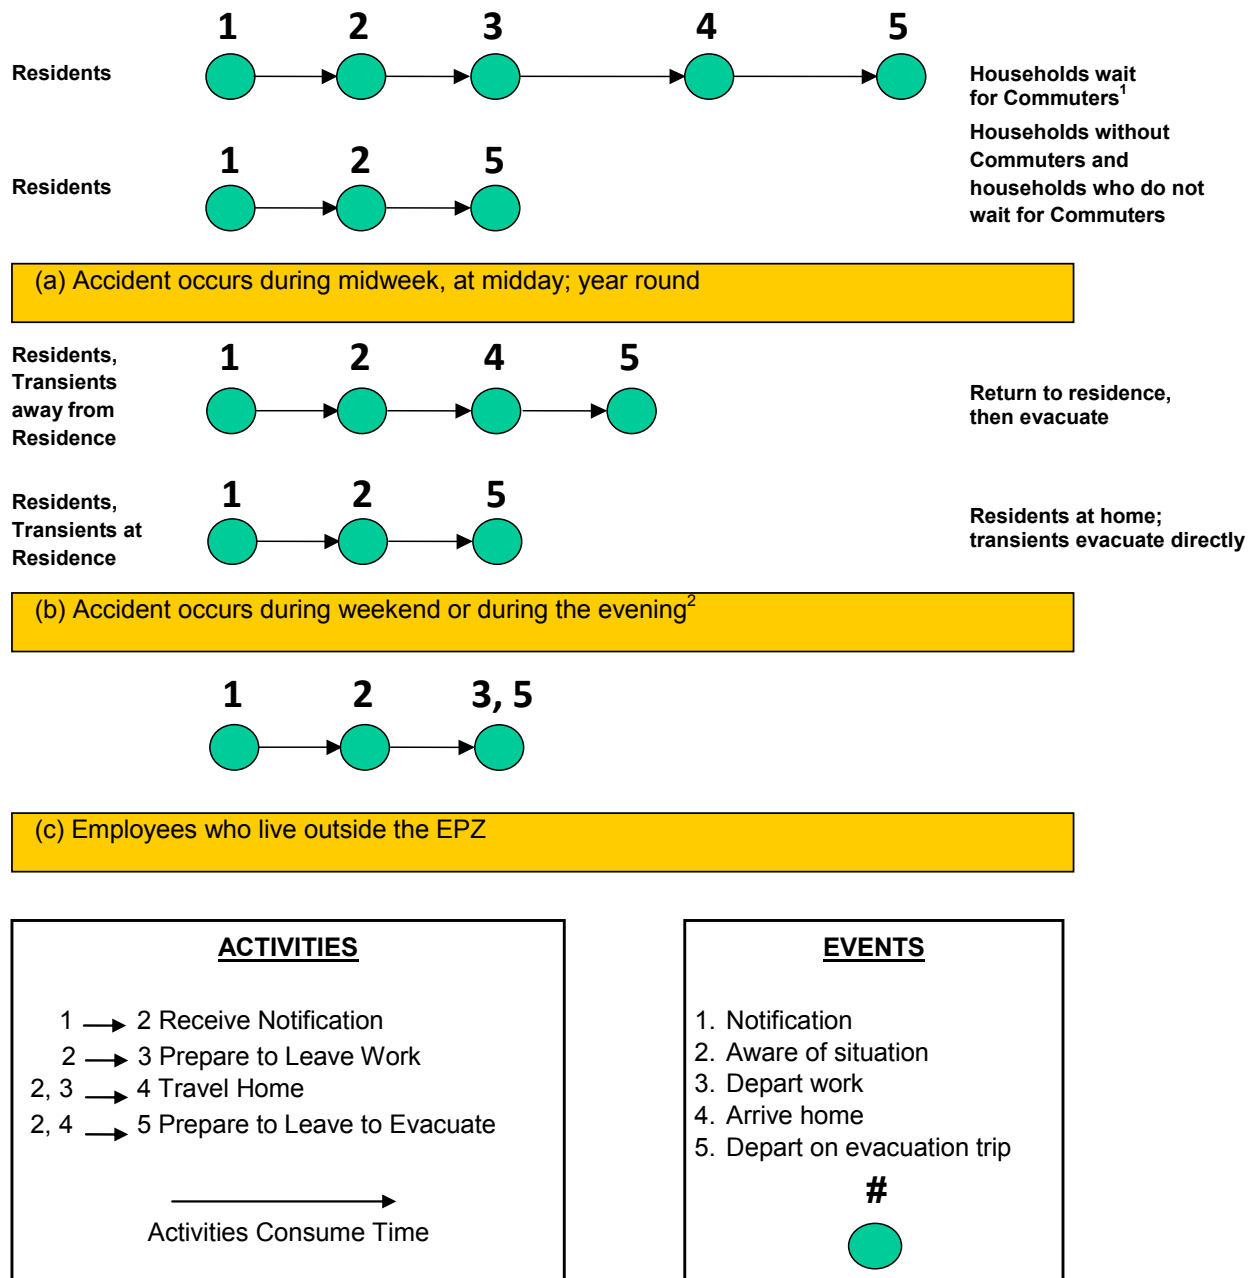 1 2 3 4 5
Residents
Households wait
for Commuters1
1 2 5
Residents
Households without
Commuters and
households who do not
wait for Commuters
(a) Accident occurs during midweek, at midday; year round
Residents,
Transients
away from
Residence
1 2 4 5
Return to residence,
then evacuate
Residents,
Transients at
Residence
1 2 5
Residents at home;
transients evacuate directly
(b) Accident occurs during weekend or during the evening2
1 2 3, 5
(c) Employees who live outside the EPZ
ACTIVITIES
1 → 2 Receive Notification
2 → 3 Prepare to Leave Work
2, 3 → 4 Travel Home
2, 4 → 5 Prepare to Leave to Evacuate
Activities Consume Time
EVENTS
1. Notification
2. Aware of situation
3. Depart work
4. Arrive home
5. Depart on evacuation trip
#